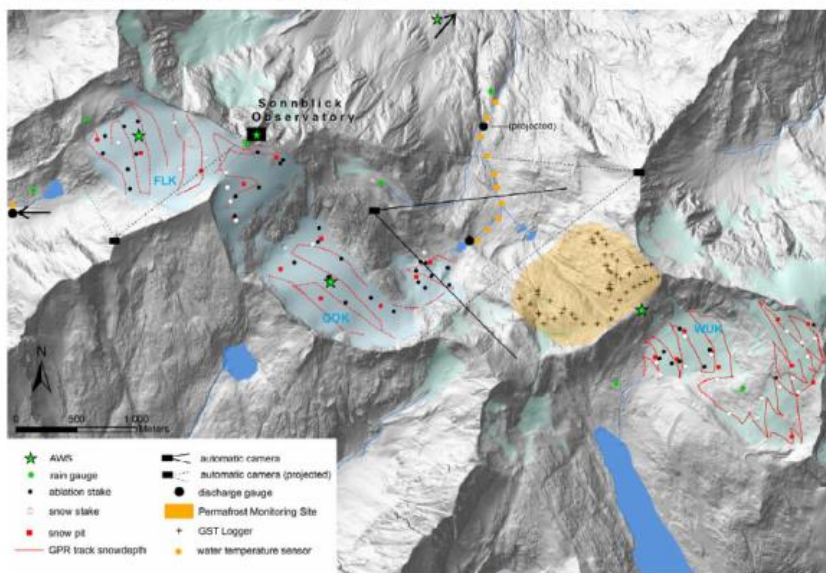 Sonnblick
Observatory
(projected)
FLK
GOK
WUK
N
0 500 1.000
Meters
AWS
rain gauge
ablation stake
snow stake
snow pit
GPR track snowdepth
automatic camera
automatic camera (projected)
discharge gauge
Permafrost Monitoring Site
GST Logger
water temperature sensor